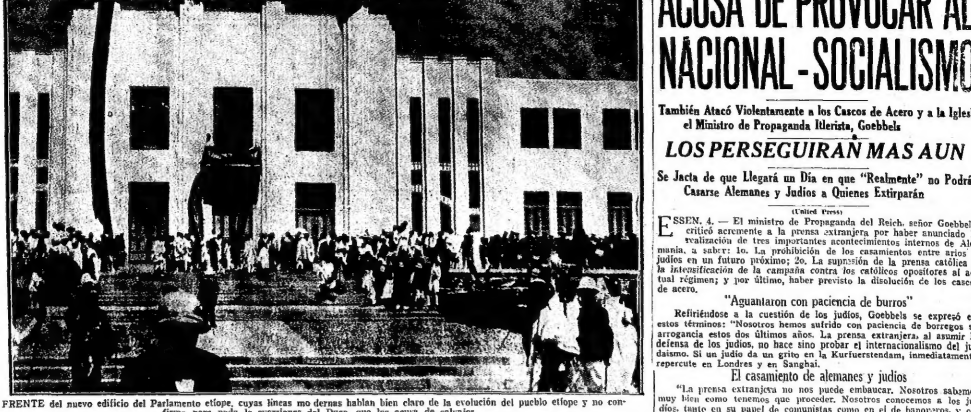 FRENTE del nuevo edificio del Parlamento etíope, cuyas líneas mo dernas hablan bien claro de la evolución del pueblo etíope y no con-
ACUSA DE PROVOCAR AL
NACIONAL - SOCIALISMO
También Atacó Violentamente a los Cascos de Acero y a la Igles
el Ministro de Propaganda Itlerista, Goebbels
LOS PERSEGUIRAN MAS AUN
Se Jacta de que Llegará un Día en que "Realmente" no Podrá
Casarse Alemanes y Judíos a Quienes Extirparán
(United Press)
ESSEN, 4. — El ministro de Propaganda del Reich, señor Goebbel
criticó acremente a la prensa extranjera por haber anunciado
realización de tres importantes acontecimientos internos de Ale
mania, a saber: 1o. La prohibición de los casamientos entre arios
judíos en un futuro próximo; 2o. La supresión de la prensa católica
la intensificación de la campaña contra los católicos opositores al ac
tual régimen; y por último, haber previsto la disolución de los casco
de acero.
"Aguantaron con paciencia de burros"
Refiriéndose a la cuestión de los judíos, Goebbels se expresó e
estos términos: "Nosotros hemos sufrido con paciencia de borregos
arrogancia estos dos últimos años. La prensa extranjera, al asumir
defensa de los judíos, no hace sino probar el internacionalismo del ju
daísmo. Si un judío da un grito en la Kurfuerstendam, inmediatament
repercute en Londres y en Sanghai.
El casamiento de alemanes y judíos
"La prensa extranjera no nos puede embaucar. Nosotros sabemo
muy bien como tenemos que proceder. Nosotros conocemos a los ju
díos, tanto en su papel de comunistas como en el de banqueros, y